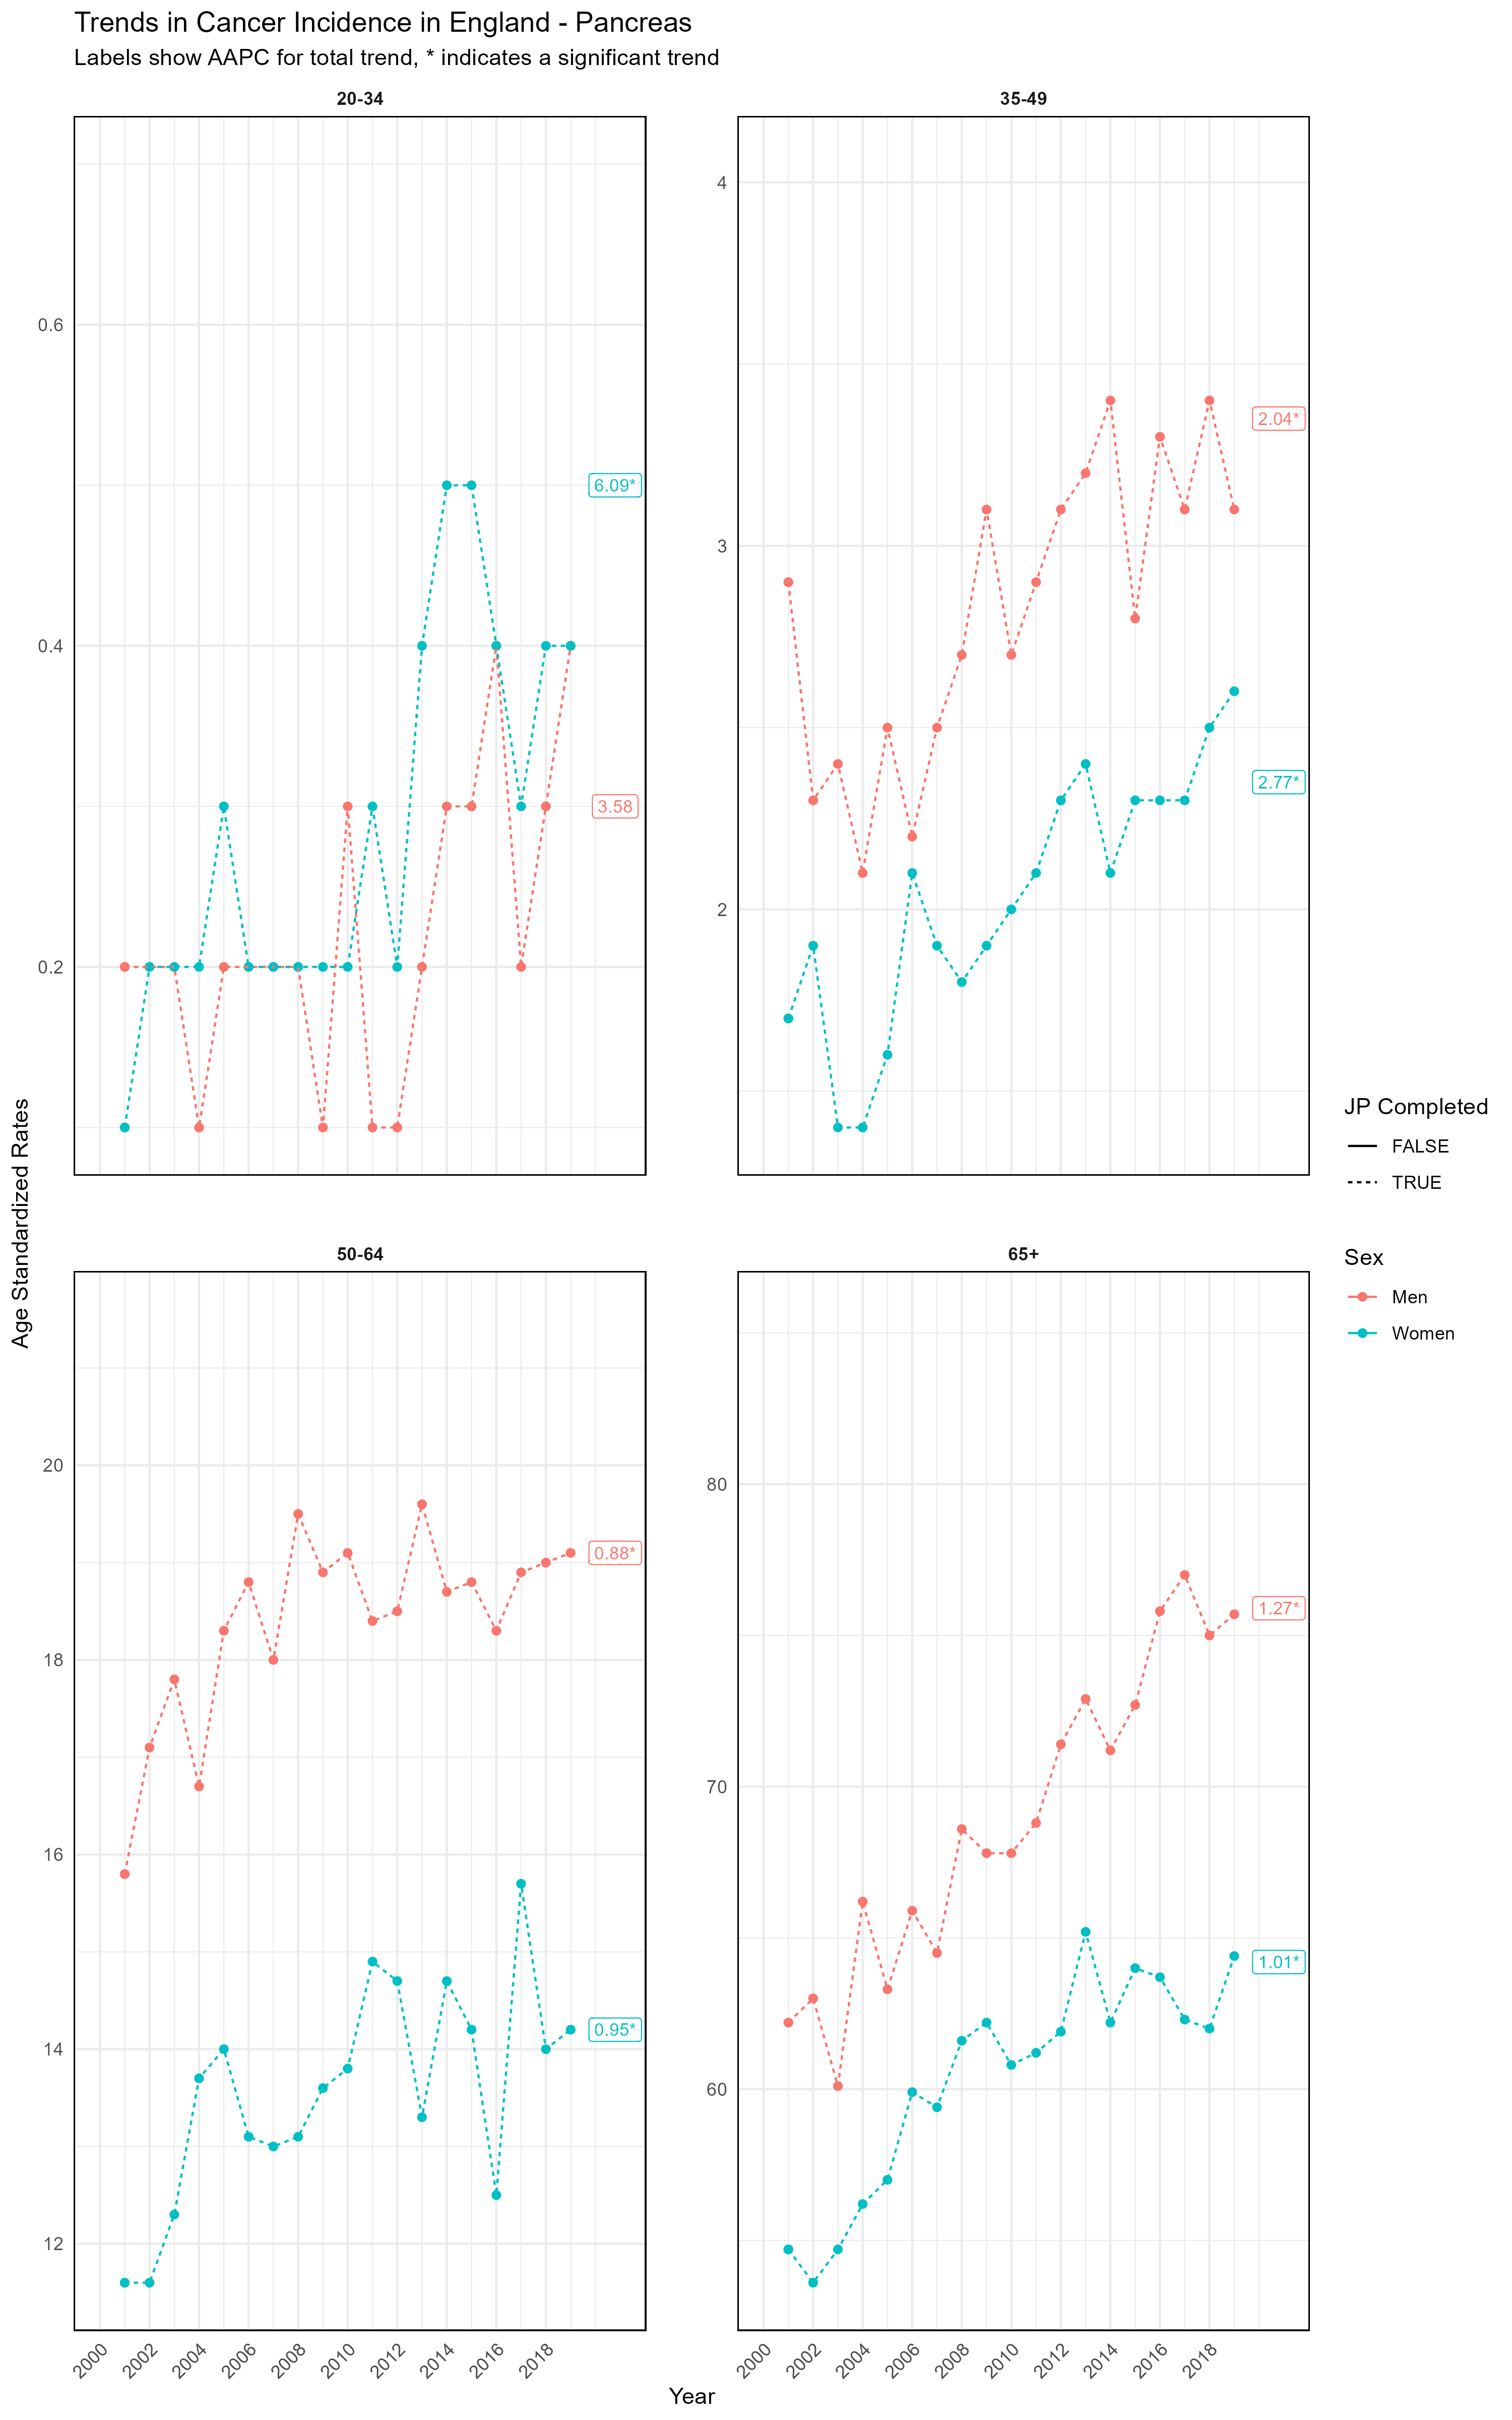 Trends in Cancer Incidence in England - Pancreas
Labels show AAPC for total trend, * indicates a significant trend
20-34
35-49
0.6
0.4
0.2
6.09*
3.58
4
3
2
2.04*
2.77*
Age Standardized Rates
50-64
65+
20
18
16
14
12
0.88*
0.95*
80
70
60
1.27*
1.01*
2000 2002 2004 2006 2008 2010 2012 2014 2016 2018
2000 2002 2004 2006 2008 2010 2012 2014 2016 2018
Year
JP Completed
FALSE
TRUE
Sex
Men
Women